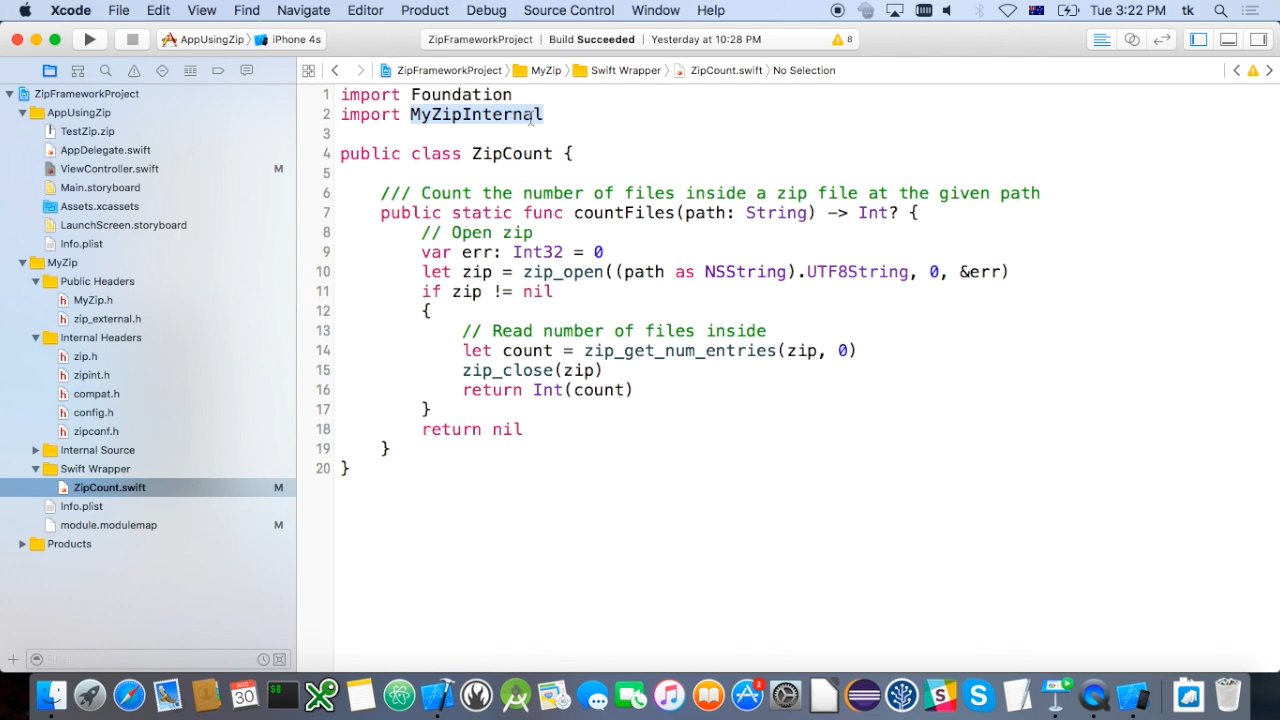 Xcode File Edit View Find Navigate Editor Product Debug Source Control Window Help Tue 3:22 PM tk
AppUsingZip iPhone 4s ZipFrameworkProject Build Succeeded Yesterday at 10:28 PM 8
ZipFrameworkProject MyZip Swift Wrapper ZipCount.swift No Selection
ZipFrameworkProject
AppUsingZip
TestZip.zip
AppDelegate.swift
ViewController.swift M
Main.storyboard
Assets.xcassets
LaunchScreen.storyboard
Info.plist
MyZip
Public Headers
MyZip.h
zip_external.h
Internal Headers
zip.h
zipint.h
compat.h
config.h
zipconf.h
Internal Source
Swift Wrapper
ZipCount.swift M
Info.plist
module.modulemap M
Products
1 import Foundation
2 import MyZipInternal
3
4 public class ZipCount {
5
6 /// Count the number of files inside a zip file at the given path
7 public static func countFiles(path: String) -> Int? {
8 // Open zip
9 var err: Int32 = 0
10 let zip = zip_open((path as NSString).UTF8String, 0, &err)
11 if zip != nil
12 {
13 // Read number of files inside
14 let count = zip_get_num_entries(zip, 0)
15 zip_close(zip)
16 return Int(count)
17 }
18 return nil
19 }
20 }
AUG
30
2